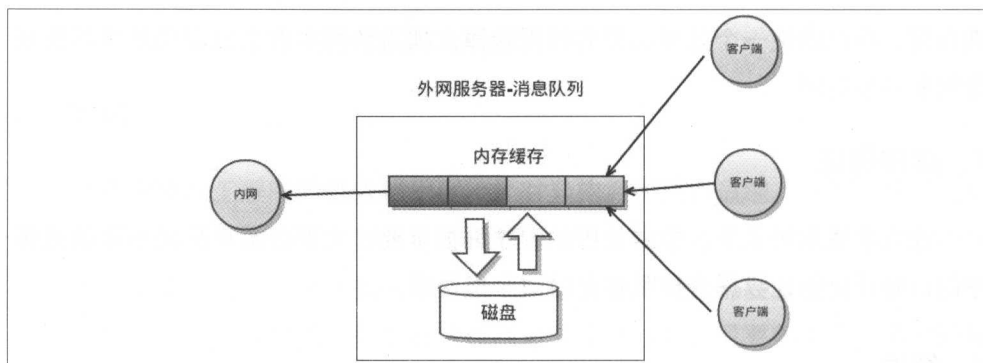 客户端
外网服务器-消息队列
内存缓存
内网
客户端
磁盘
客户端